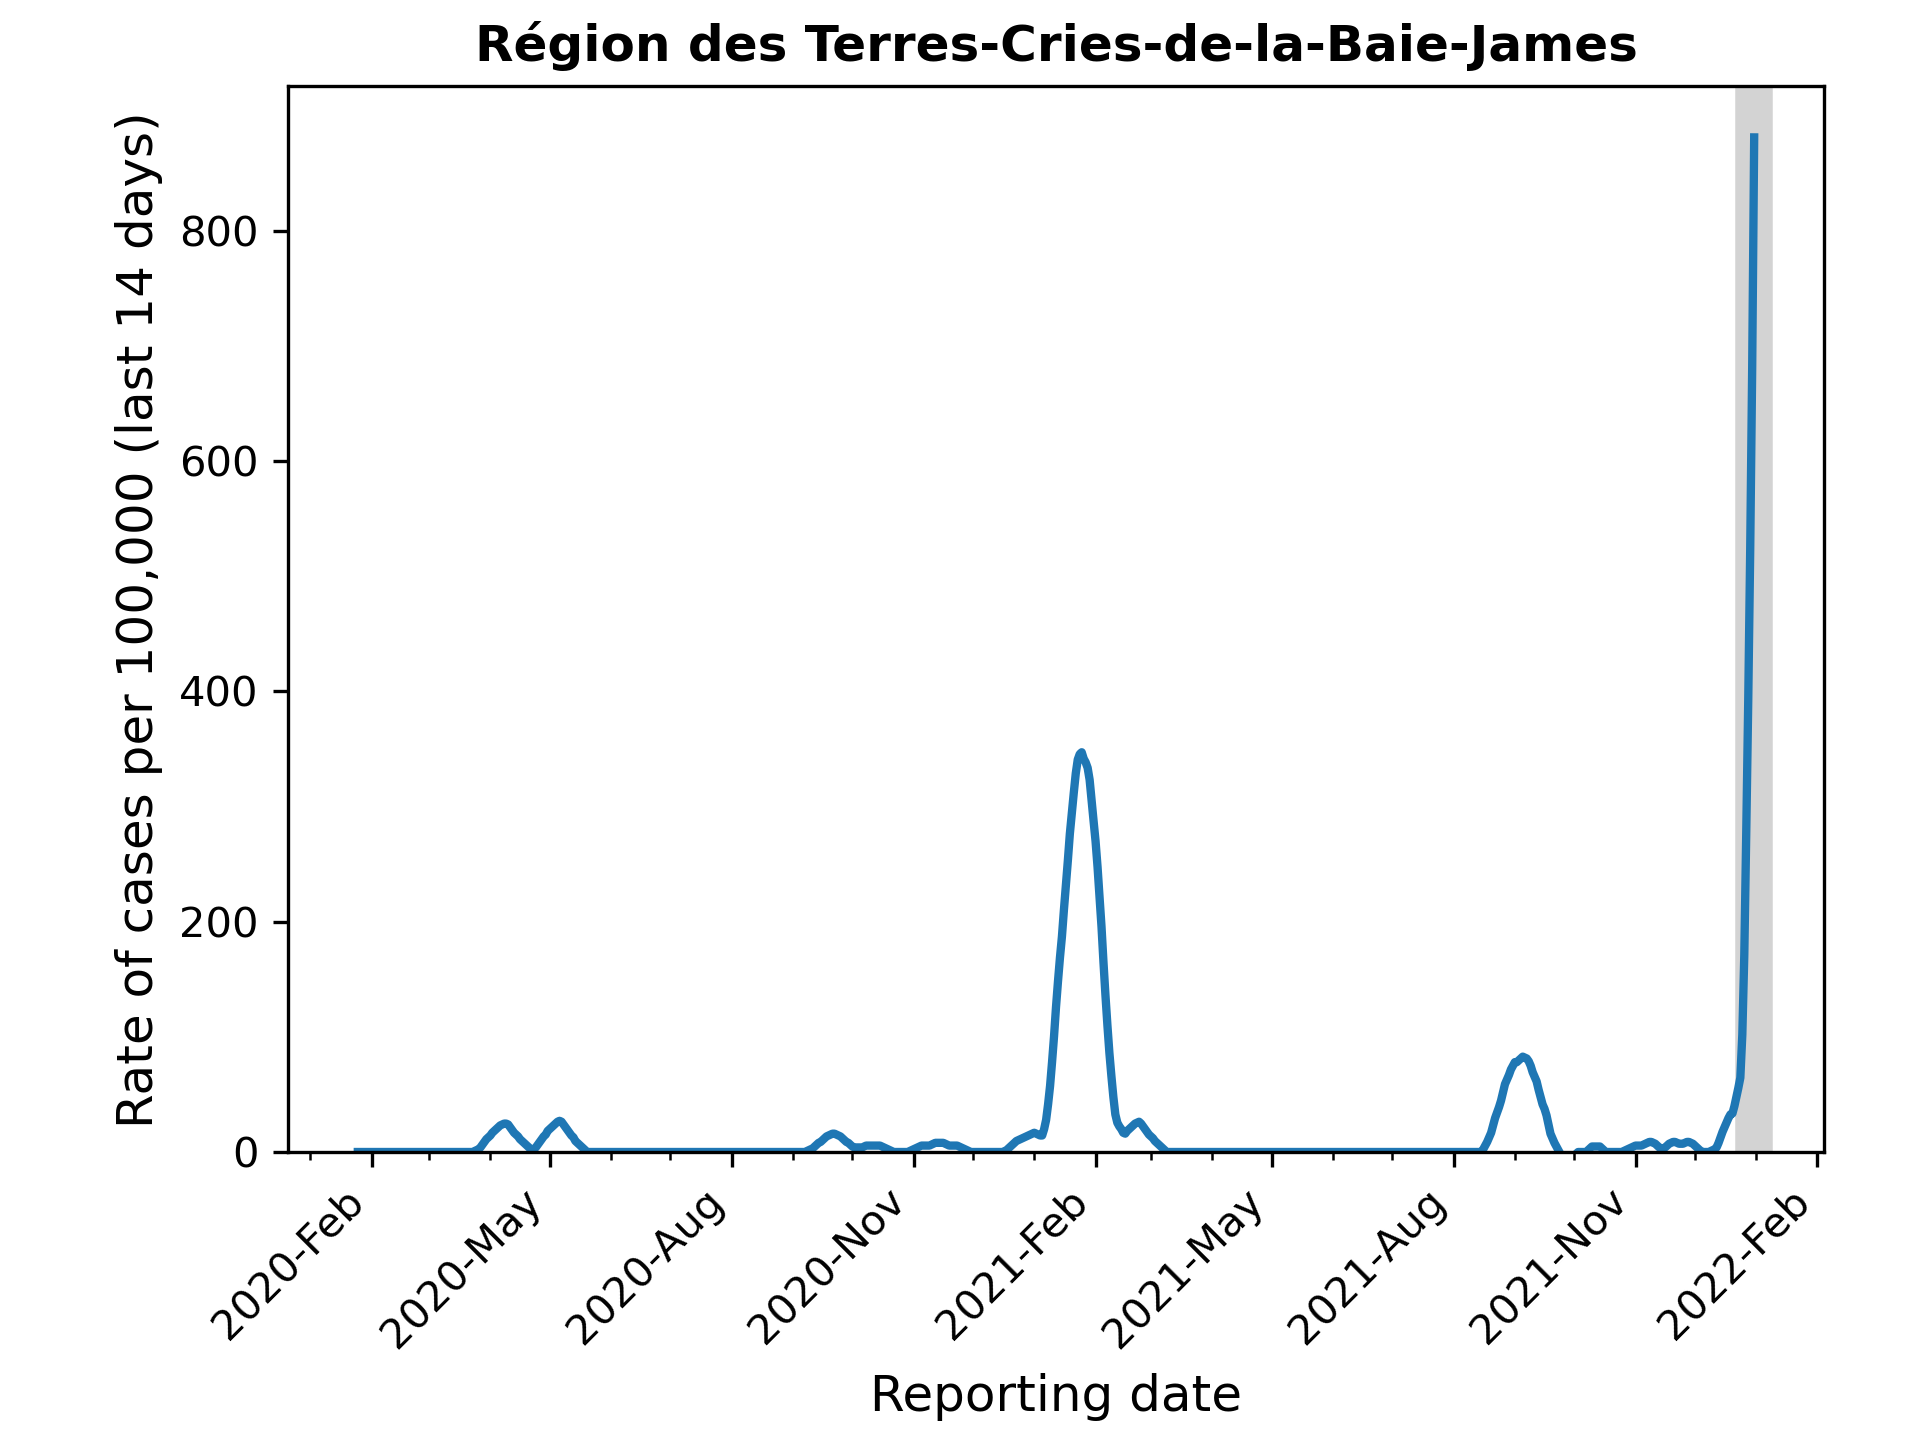 Région des Terres-Cries-de-la-Baie-James
Rate of cases per 100,000 (last 14 days)
800
600
400
200
0
2020-Feb
2020-May
2020-Aug
2020-Nov
2021-Feb
2021-May
2021-Aug
2021-Nov
2022-Feb
Reporting date